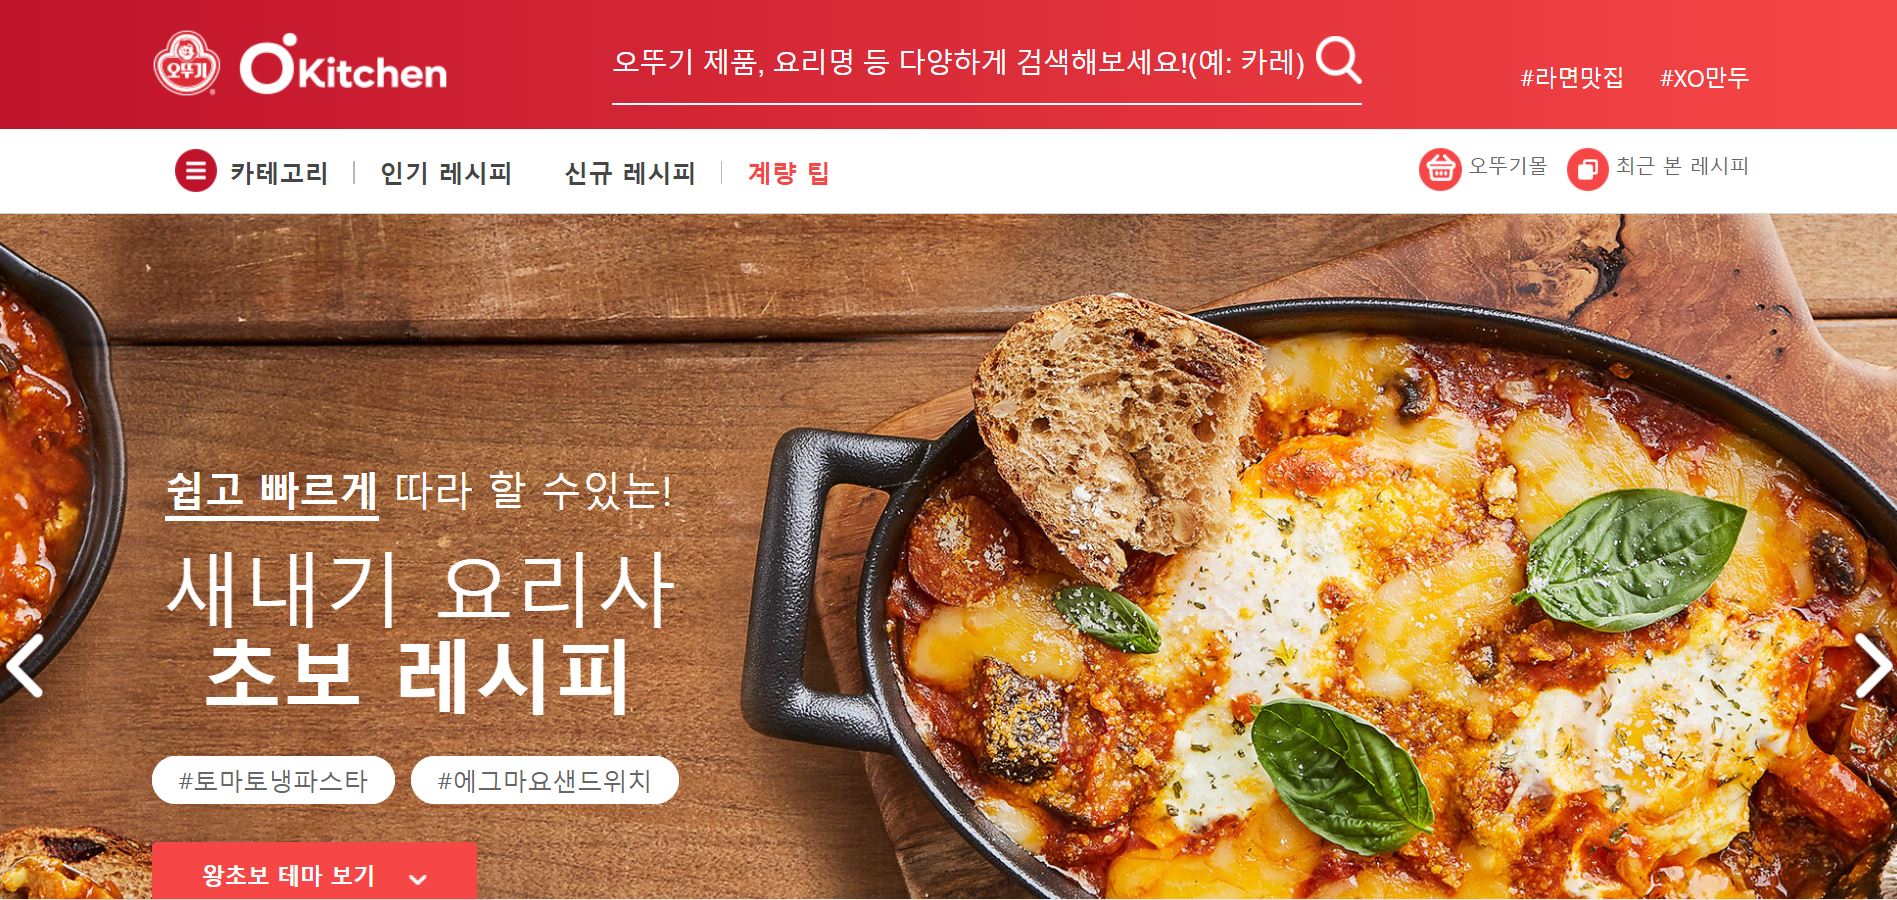 오뚜기
O'Kitchen
오뚜기 제품, 요리명 등 다양하게 검색해보세요!(예: 카레)
#라면맛집 #XO만두
카테고리 인기 레시피 신규 레시피 계량 팁
오뚜기몰 최근 본 레시피
쉽고 빠르게 따라 할 수있는!
새내기 요리사
초보 레시피
#토마토냉파스타 #에그마요샌드위치
왕초보 테마 보기